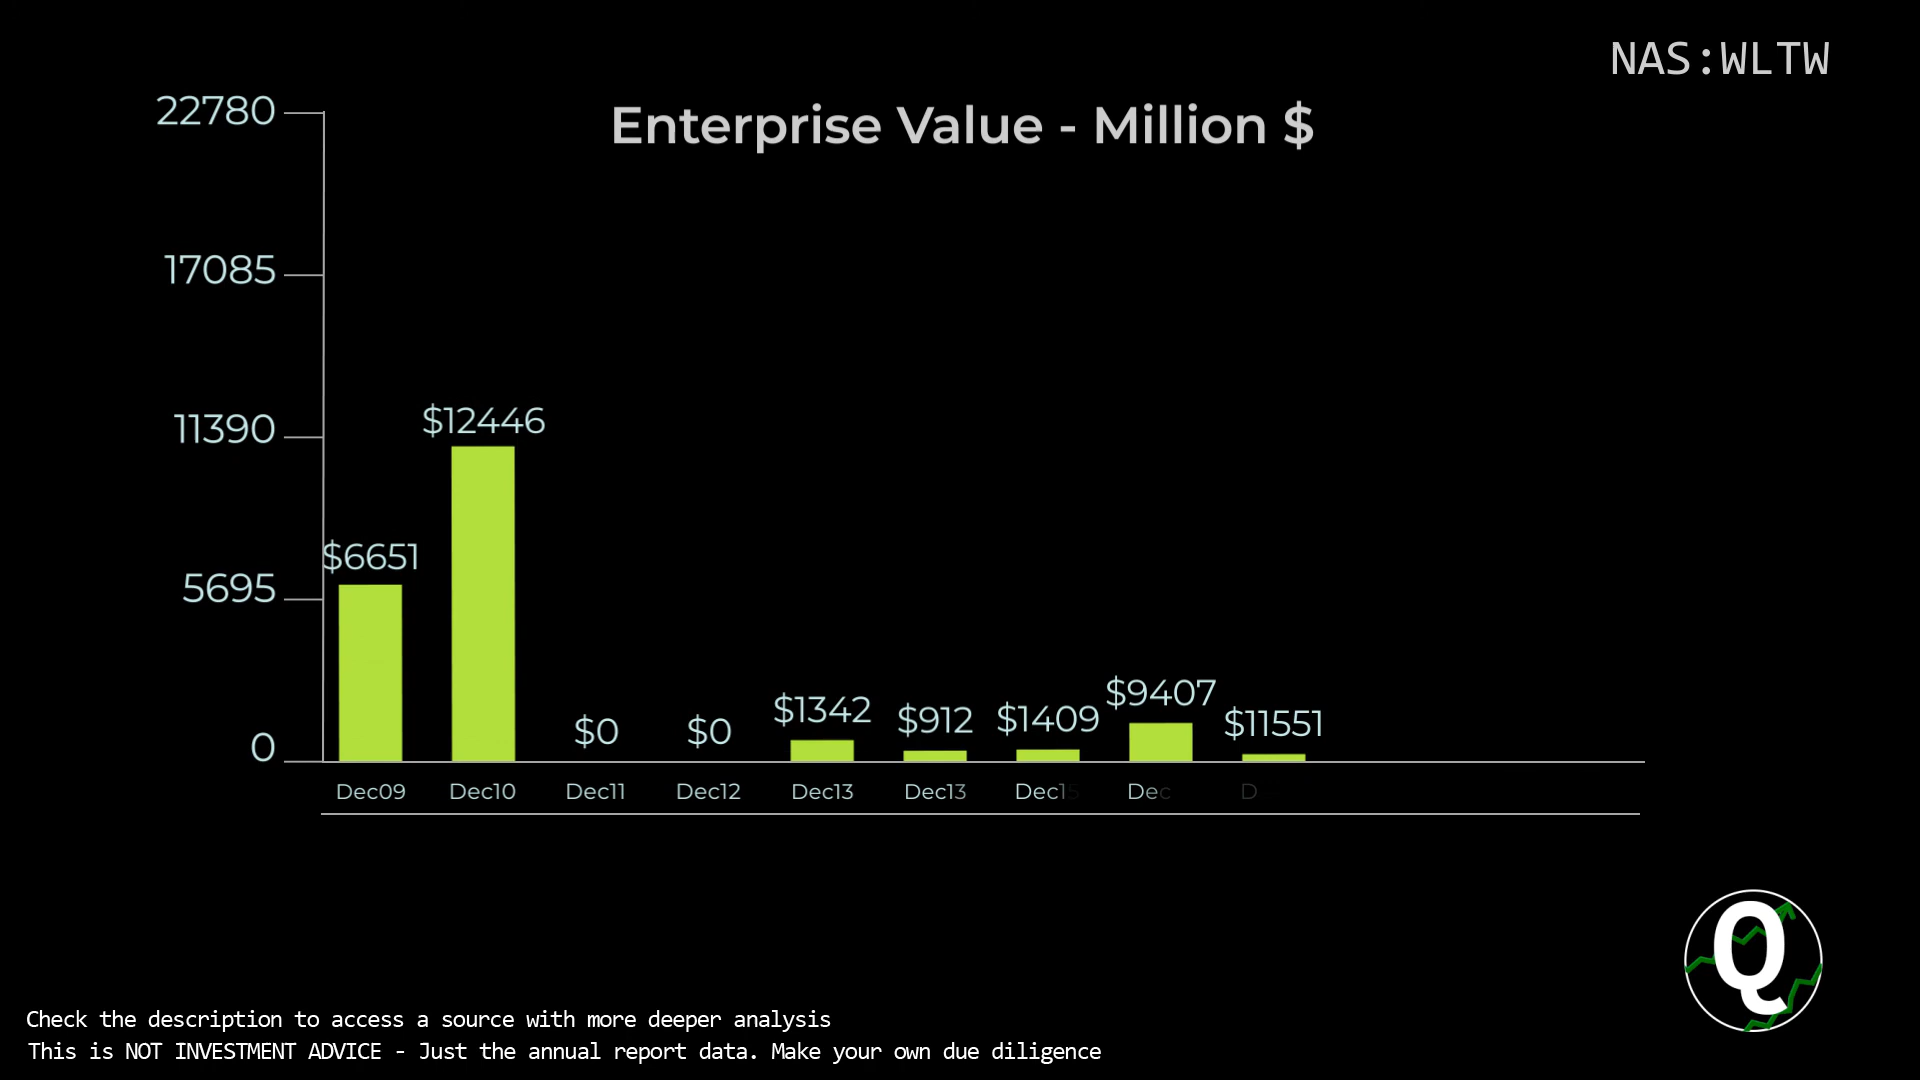 NAS:WLTW
Enterprise Value - Million $
22780
17085
11390
5695
0
$6651
$12446
$0
$0
$1342
$912
$1409
$9407
$11551
Dec09
Dec10
Dec11
Dec12
Dec13
Dec13
Dec15
Dec
D
Q
Check the description to access a source with more deeper analysis
This is NOT INVESTMENT ADVICE - Just the annual report data. Make your own due diligence